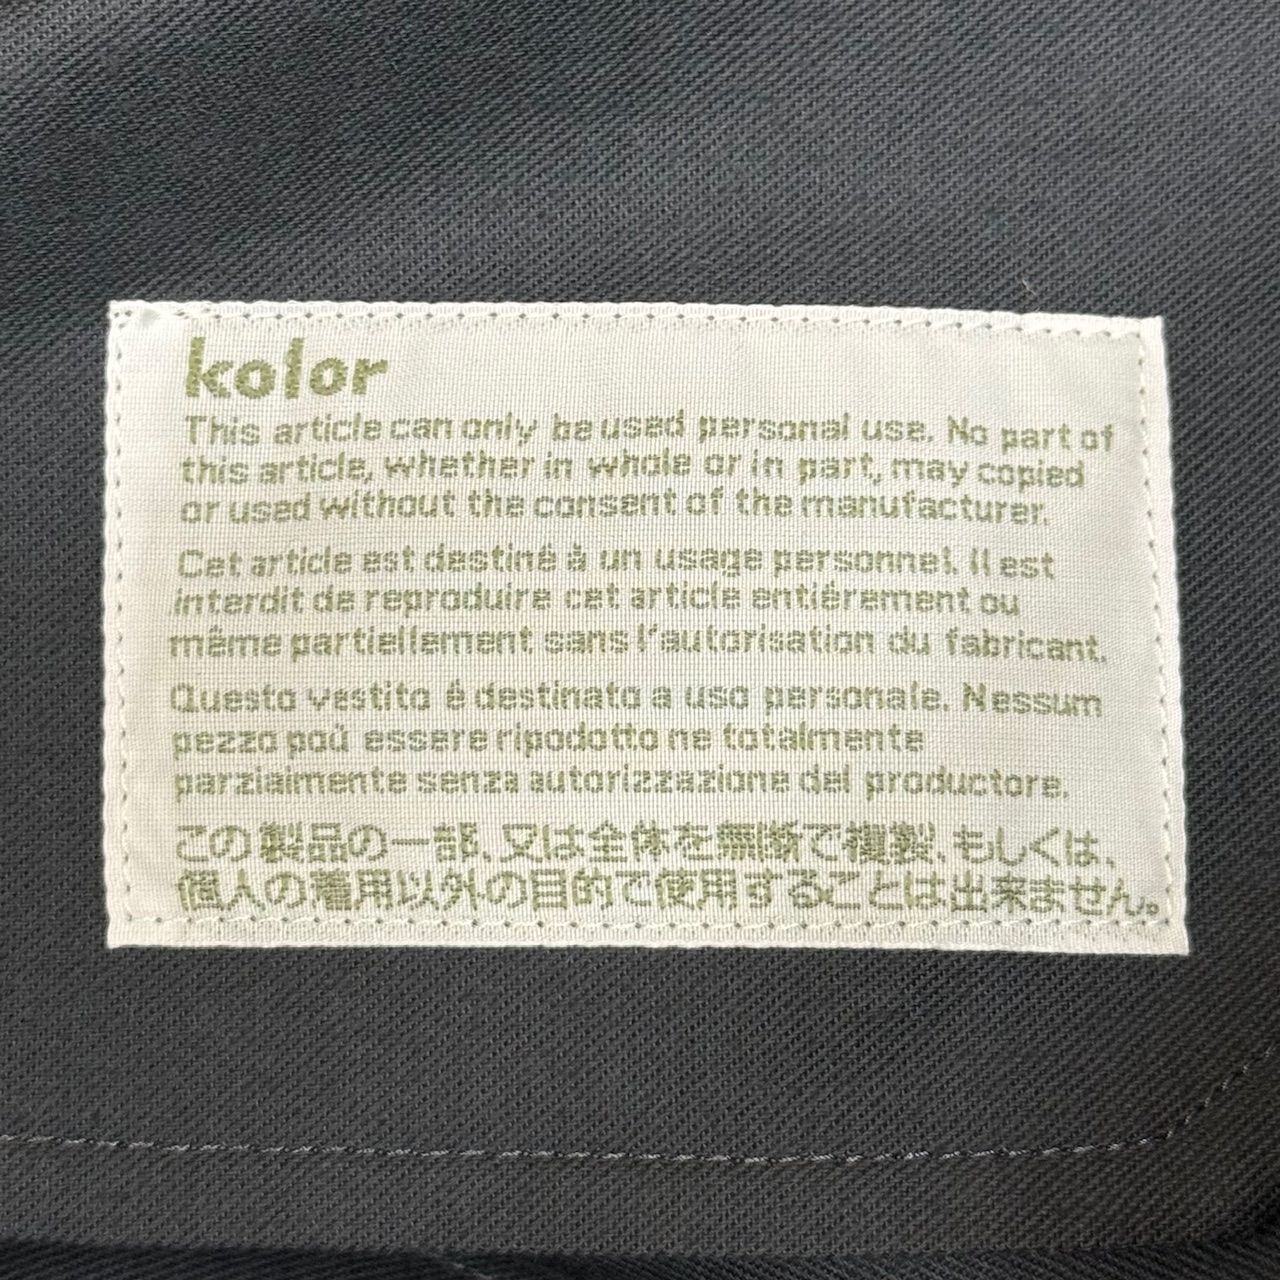 kolor
This article can only be used personal use. No part of
this article, whether in whole or in part, may copied
or used without the consent of the manufacturer.
Cet article est destiné à un usage personnel. Il est
interdit de reproduire cet article entiérement ou
même partiellement sans l'autorisation du fabricant.
Questo vestito é destinato a uso personale. Nessum
pezzo poù essere ripodotto ne totalmente
parzialmente senza autorizzazione del productore.
この製品の一部、又は全体を無断で複製、もしくは、
個人の着用以外の目的で使用することは出来ません。